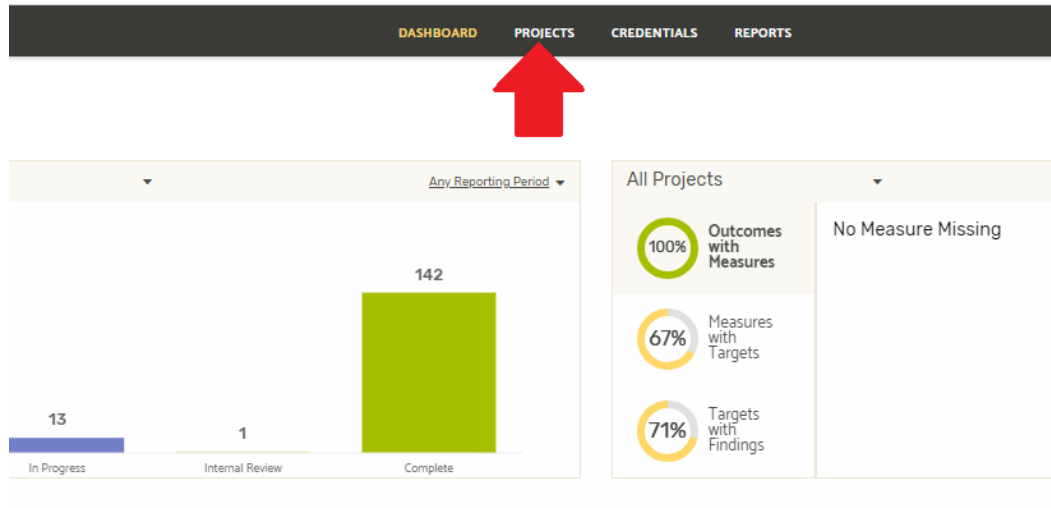 DASHBOARD PROJECTS CREDENTIALS REPORTS
Any Reporting Period
142
13
1
In Progress Internal Review Complete
All Projects
100%
Outcomes
with
Measures
67%
Measures
with
Targets
71%
Targets
with
Findings
No Measure Missing